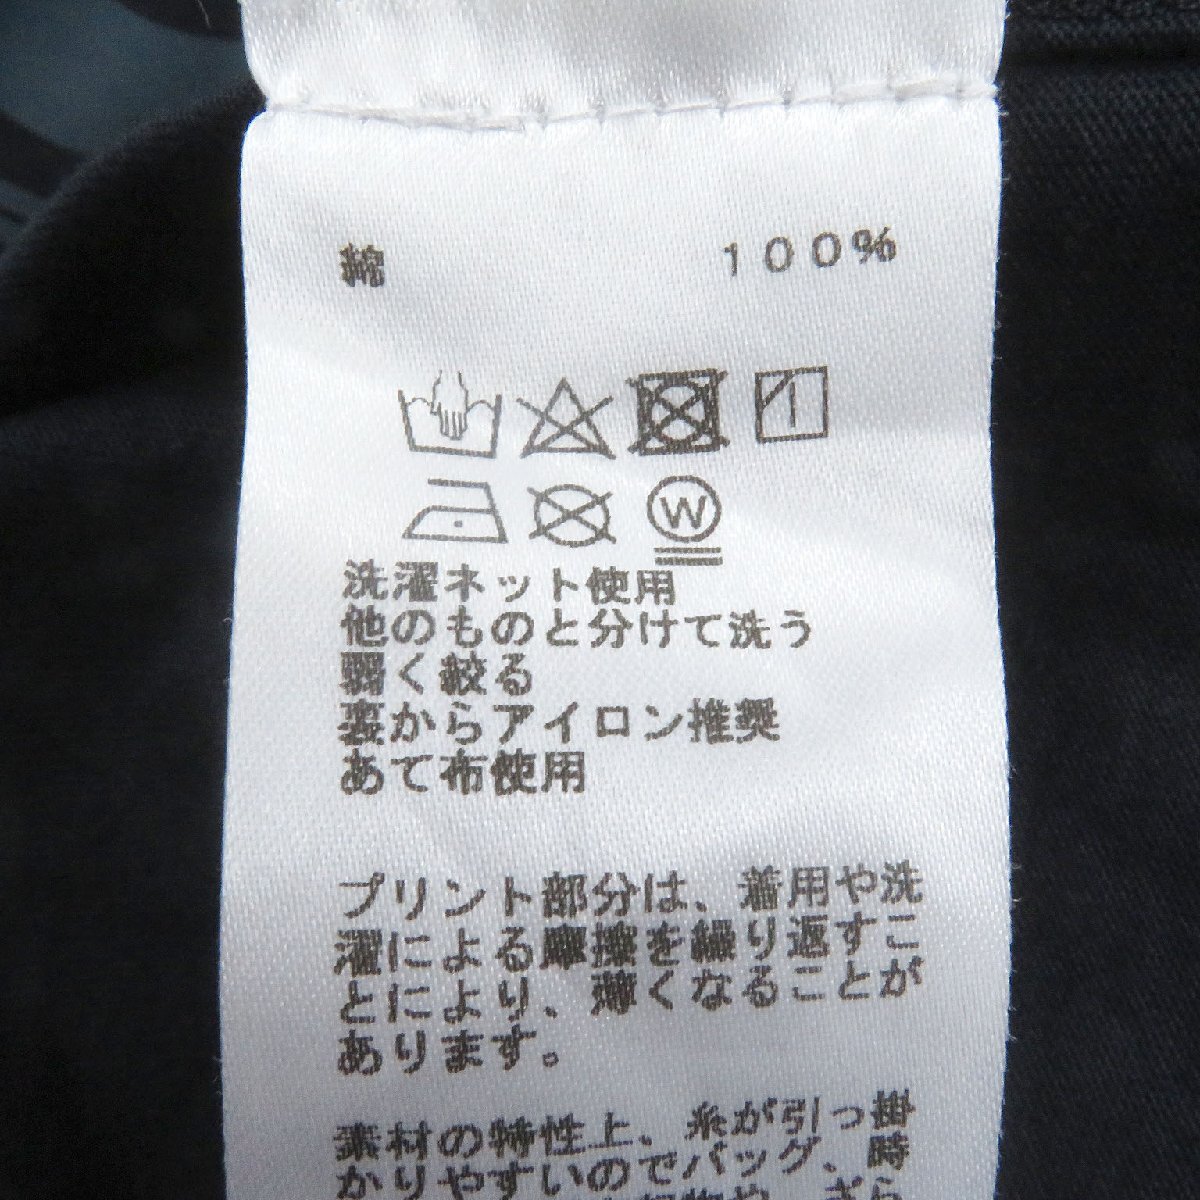 綿 100%
W
洗濯ネット使用
他のものと分けて洗う
弱く絞る
裏からアイロン推奨
あて布使用
プリント部分は、着用や洗
濯による摩擦を繰り返すこ
とにより、薄くなることが
あります。
素材の特性上、糸が引っ掛
かりやすいのでバッグ、時